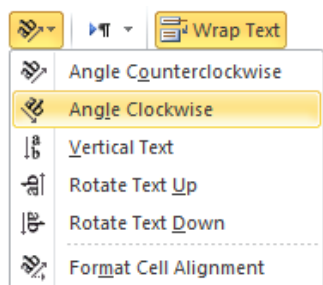 Wrap Text
Angle Counterclockwise
Angle Clockwise
Vertical Text
Rotate Text Up
Rotate Text Down
Format Cell Alignment